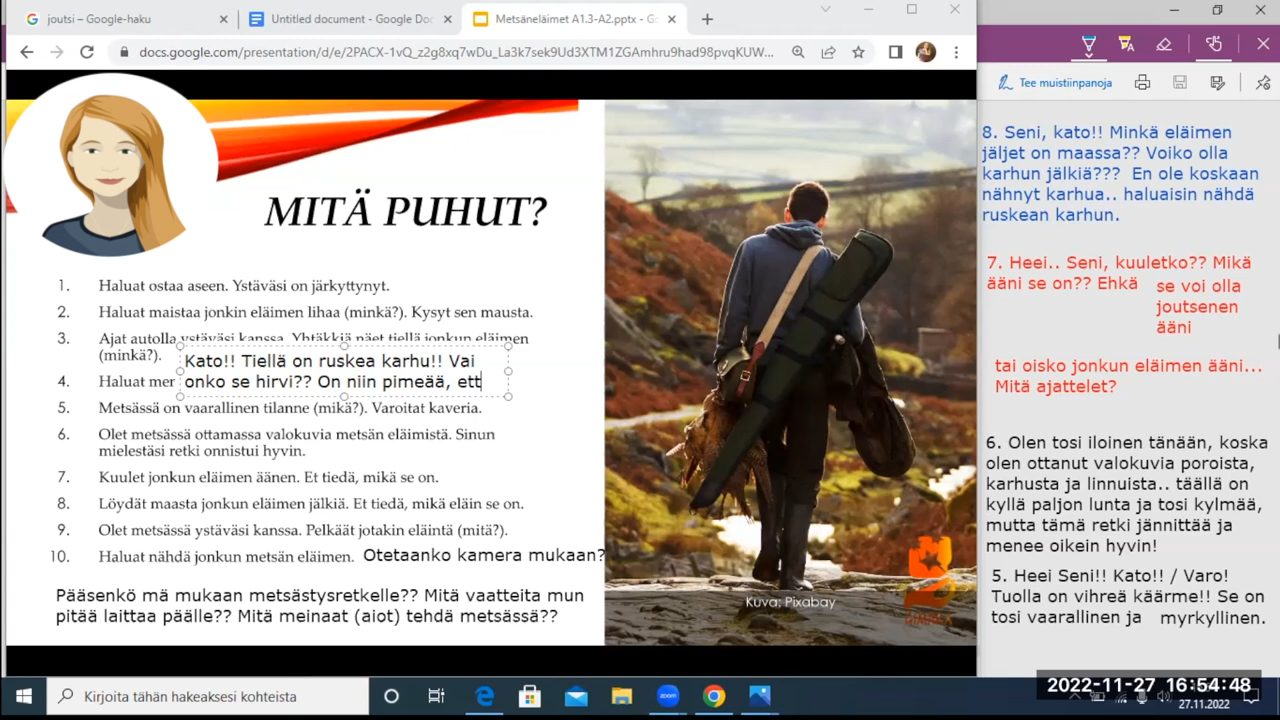 joutsi – Google-haku
Untitled document - Google Doc
Metsäneläimet A1.3-A2.pptx - Go
docs.google.com/presentation/d/e/2PACX-1vQ_z2g8xq7wDu_La3k7sek9Ud3XTM1ZGAmhru9had98pvqKUW...
Tee muistiinpanoja
MITÄ PUHUT?
1. Haluat ostaa aseen. Ystäväsi on järkyttynyt.
2. Haluat maistaa jonkin eläimen lihaa (minkä?). Kysyt sen mausta.
3. Ajat autolla ystäväsi kanssa. Yhtäkkiä näet tiellä jonkun eläimen
(minkä?).
Kato!! Tiellä on ruskea karhu!! Vai
onko se hirvi?? On niin pimeää, ett
4. Haluat mer
5. Metsässä on vaarallinen tilanne (mikä?). Varoitat kaveria.
6. Olet metsässä ottamassa valokuvia metsän eläimistä. Sinun
mielestäsi retki onnistui hyvin.
7. Kuulet jonkun eläimen äänen. Et tiedä, mikä se on.
8. Löydät maasta jonkun eläimen jälkiä. Et tiedä, mikä eläin se on.
9. Olet metsässä ystäväsi kanssa. Pelkäät jotakin eläintä (mitä?).
10. Haluat nähdä jonkun metsän eläimen. Otetaanko kamera mukaan?
Pääsenkö mä mukaan metsästysretkelle?? Mitä vaatteita mun
pitää laittaa päälle?? Mitä meinaat (aiot) tehdä metsässä??
Kuva: Pixabay
8. Seni, kato!! Minkä eläimen
jäljet on maassa?? Voiko olla
karhun jälkiä??? En ole koskaan
nähnyt karhua.. haluaisin nähdä
ruskean karhun.
7. Heei.. Seni, kuuletko?? Mikä
ääni se on?? Ehkä se voi olla
joutsenen
ääni
tai oisko jonkun eläimen ääni...
Mitä ajattelet?
6. Olen tosi iloinen tänään, koska
olen ottanut valokuvia poroista,
karhusta ja linnuista.. täällä on
kyllä paljon lunta ja tosi kylmää,
mutta tämä retki jännittää ja
menee oikein hyvin!
5. Heei Seni!! Kato!! / Varo!
Tuolla on vihreä käärme!! Se on
tosi vaarallinen ja myrkyllinen.
Kirjoita tähän hakeaksesi kohteista
zoom
2022-11-27 16:54:48
27.11.2022